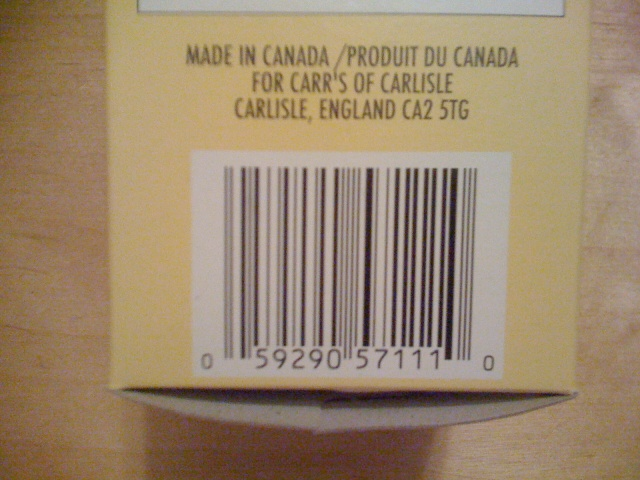 MADE IN CANADA / PRODUIT DU CANADA
FOR CARR'S OF CARLISLE
CARLISLE, ENGLAND CA2 5TG
0 59290 57111 0